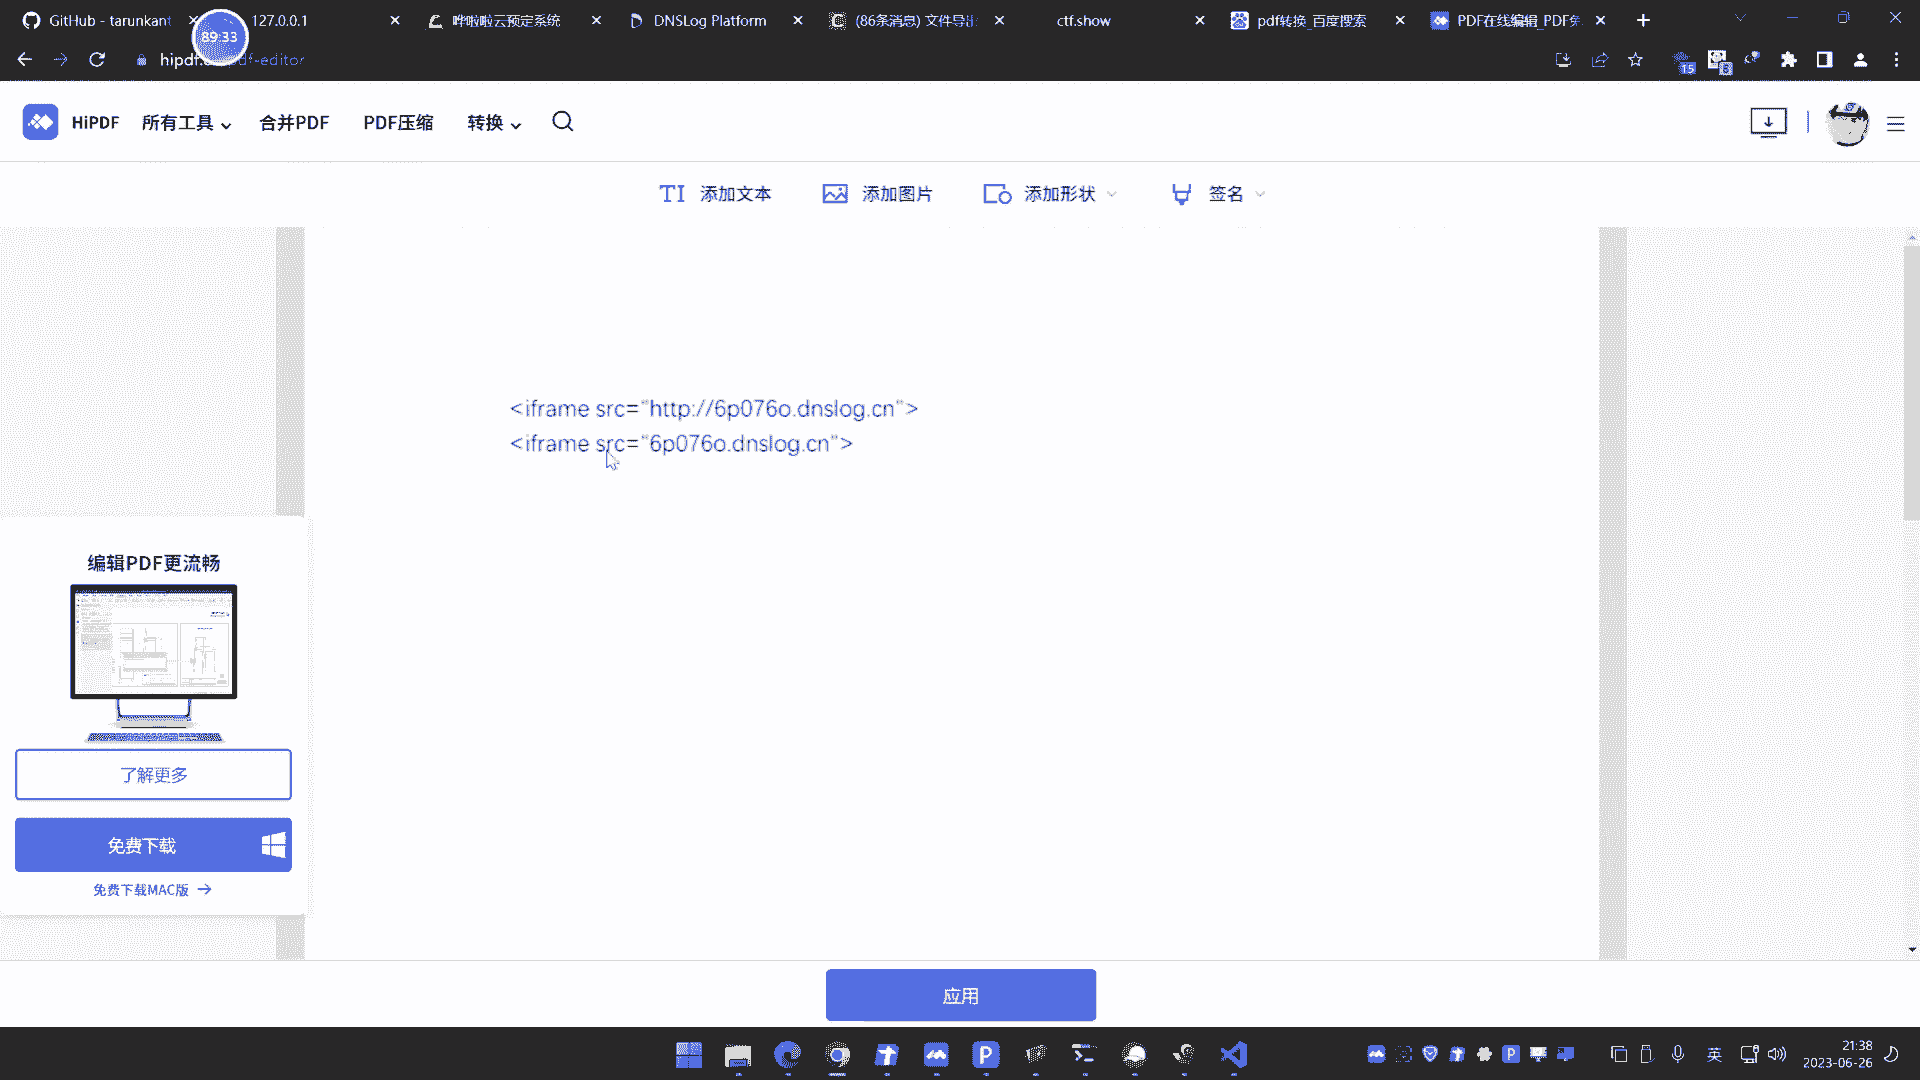 GitHub - tarunkant
127.0.0.1
哗啦啦云预定系统
DNSLog Platform
(86条消息) 文件导出
ctf.show
pdf转换_百度搜索
PDF在线编辑_PDF免
89:33
hipdf.c
df-editor
15
HiPDF
所有工具
合并PDF
PDF压缩
转换
添加文本
添加图片
添加形状
签名
<iframe src="http://6p076o.dnslog.cn">
<iframe src="6p076o.dnslog.cn">
编辑PDF更流畅
了解更多
免费下载
免费下载MAC版 →
应用
英
21:38
2023-06-26